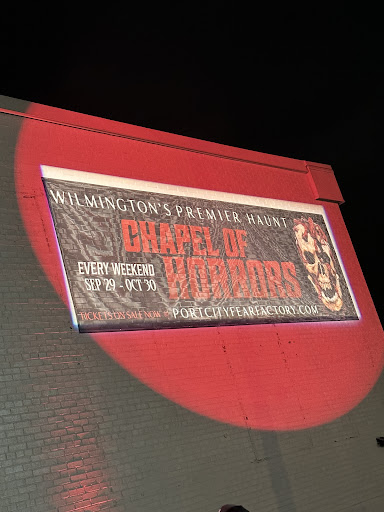 WILMINGTON'S PREMIER HAUNT
CHAPEL OF
HORRORS
EVERY WEEKEND
SEP 29 - OCT 30
TICKETS ON SALE NOW
PORTCITYFEARFACTORY.COM